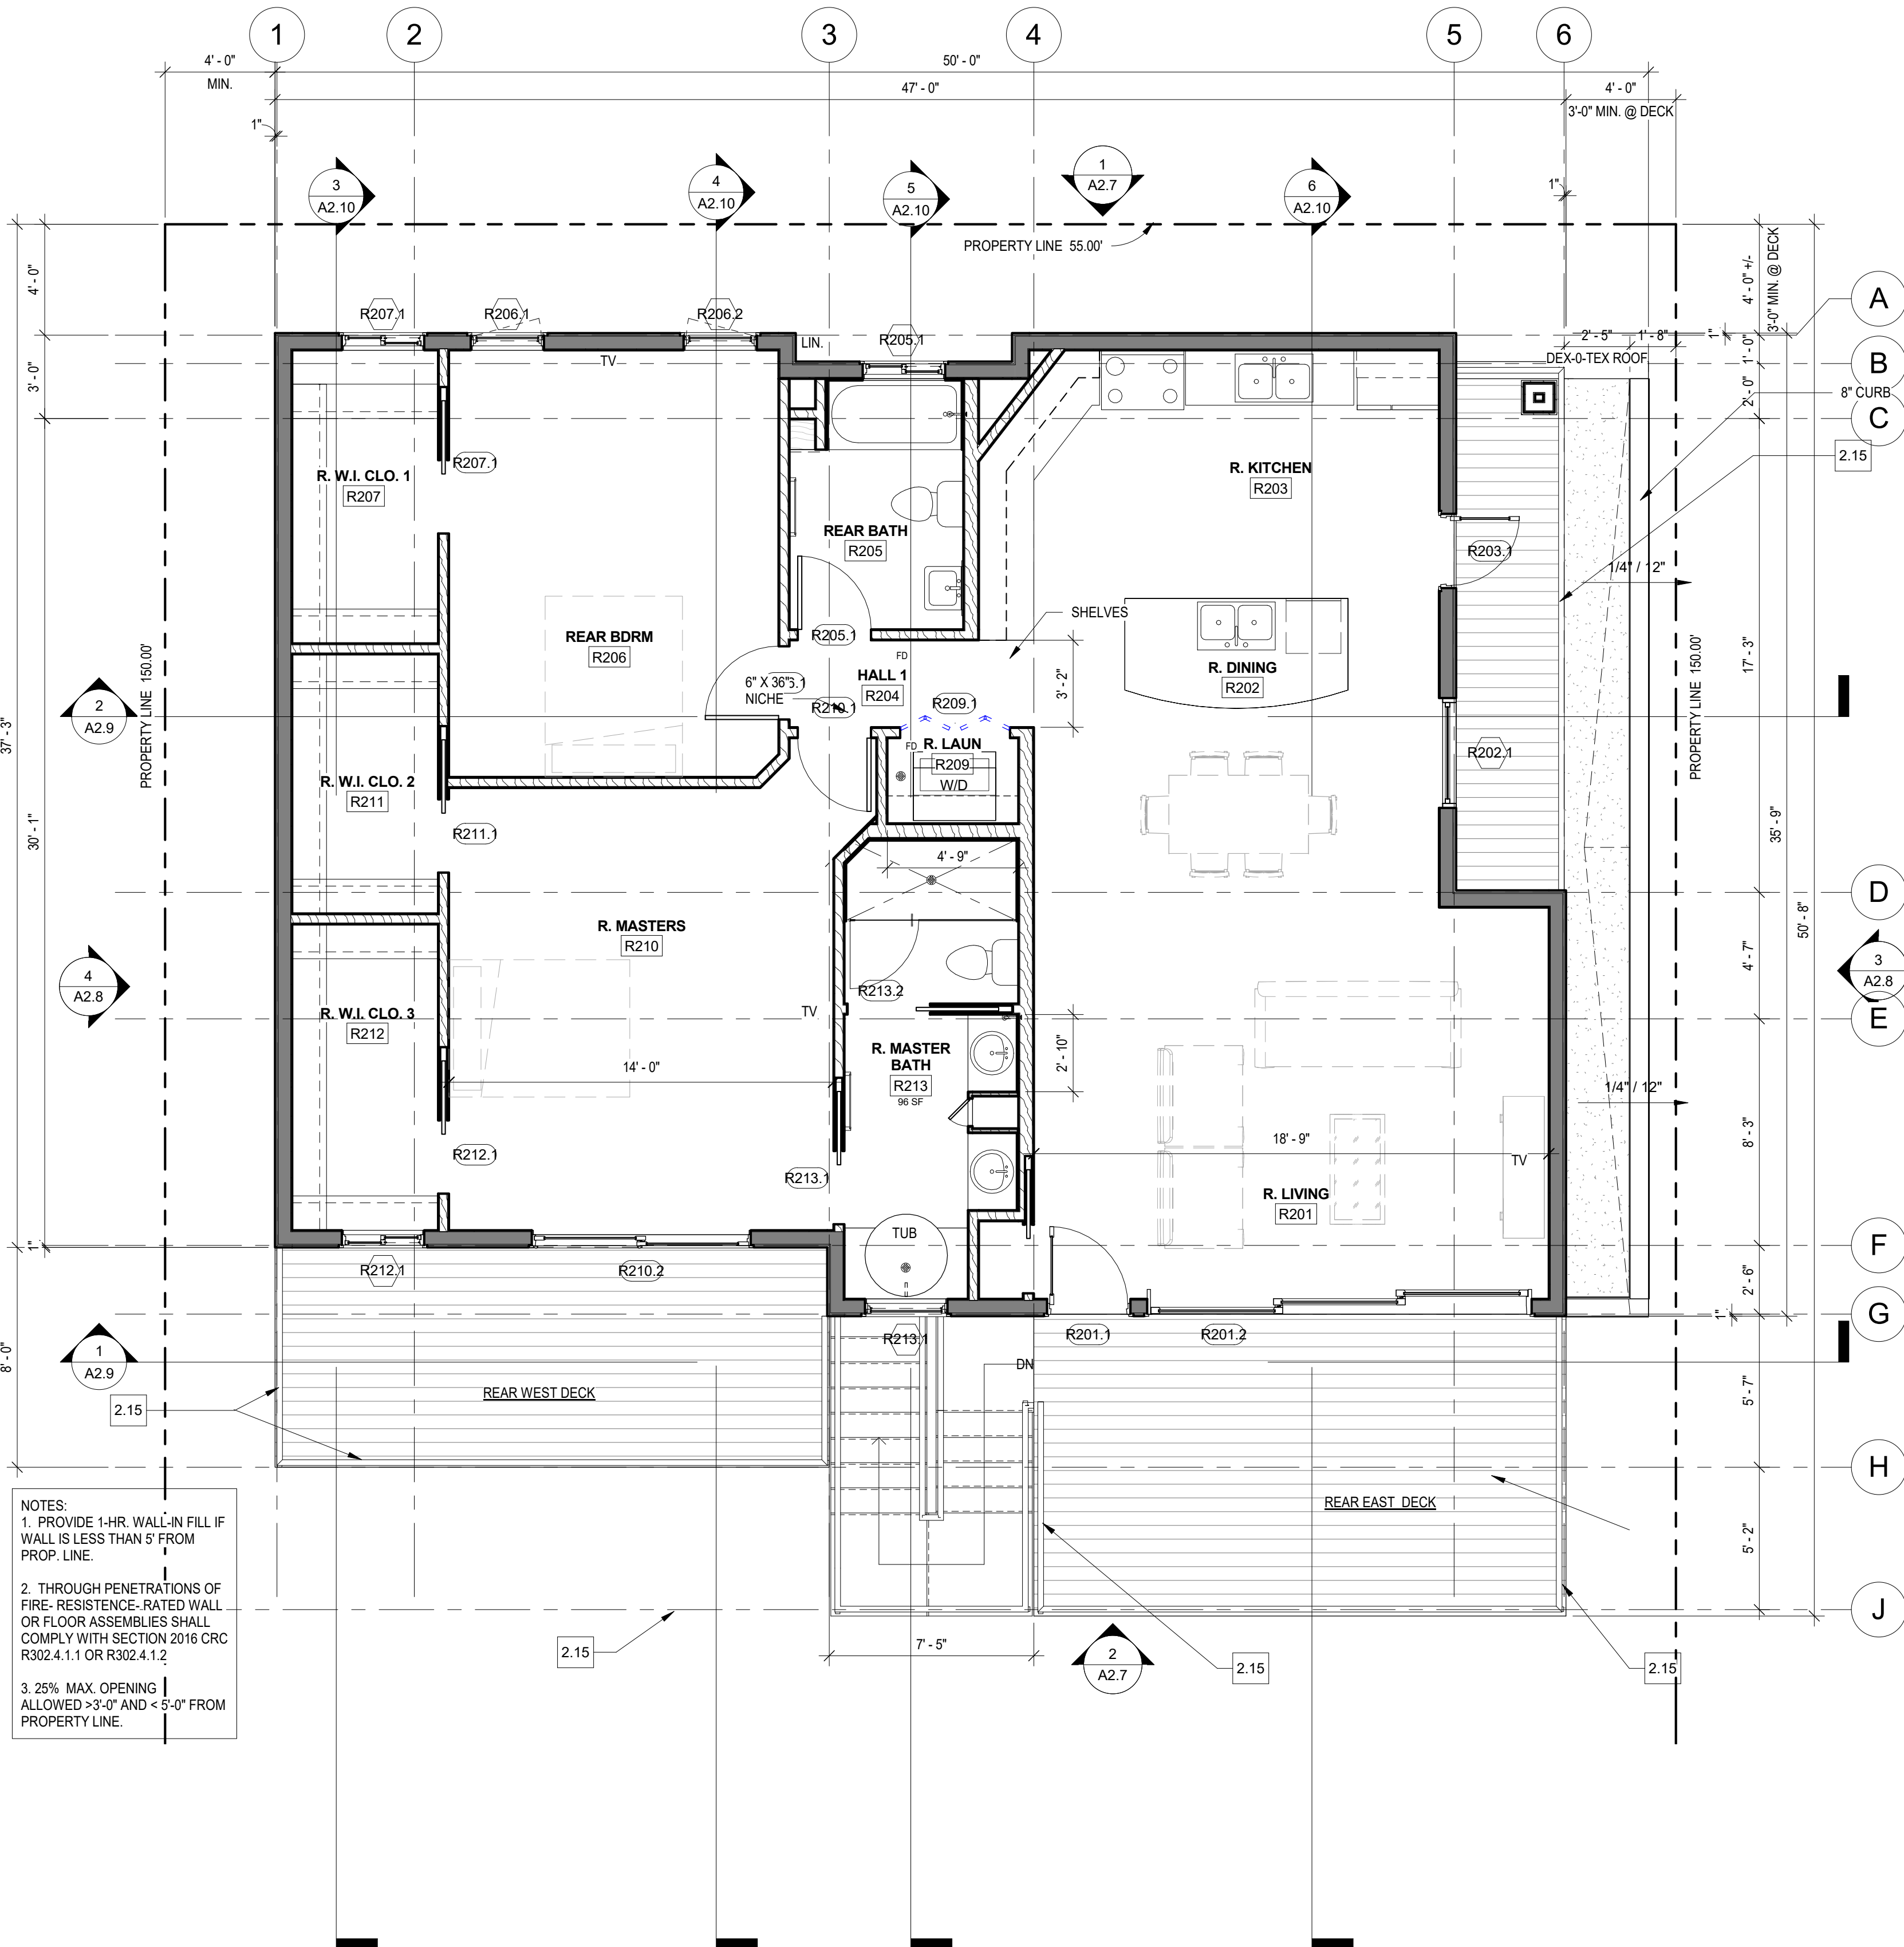 1
2
3
4
5
6
4' - 0"
MIN.
50' - 0"
47' - 0"
4' - 0"
3'-0" MIN. @ DECK
1"
1"
3
A2.10
4
A2.10
5
A2.10
1
A2.7
6
A2.10
PROPERTY LINE 55.00'
4' - 0"
3' - 0"
37' - 3"
30' - 1"
1"
8' - 0"
4' - 0" +/-
3'-0" MIN. @ DECK
1"
1' - 0"
2' - 0"
17' - 3"
35' - 9"
50' - 8"
4' - 7"
8' - 3"
2' - 6"
1"
5' - 7"
5' - 2"
A
B
C
D
E
F
G
H
J
2' - 5"
1' - 8"
DEX-0-TEX ROOF
8" CURB
2.15
R207.1
R206.1
R206.2
R205.1
LIN.
TV
R. W.I. CLO. 1
R207
R207.1
R. KITCHEN
R203
REAR BATH
R205
R203.1
1/4" / 12"
SHELVES
REAR BDRM
R206
R205.1
FD
HALL 1
R204
6" X 36"
NICHE
R210.1
R209.1
3' - 2"
R. DINING
R202
PROPERTY LINE 150.00'
PROPERTY LINE 150.00'
2
A2.9
FD
R. LAUN
R209
W/D
R202.1
R. W.I. CLO. 2
R211
R211.1
4' - 9"
R. MASTERS
R210
4
A2.8
3
A2.8
R213.2
R. W.I. CLO. 3
R212
TV
R. MASTER
BATH
R213
96 SF
2' - 10"
14' - 0"
1/4" / 12"
18' - 9"
TV
R212.1
R213.1
R. LIVING
R201
TUB
R212.1
R210.2
R213.1
R201.1
R201.2
1
A2.9
DN
2.15
REAR WEST DECK
REAR EAST DECK
NOTES:
1. PROVIDE 1-HR. WALL-IN FILL IF
WALL IS LESS THAN 5' FROM
PROP. LINE.
2. THROUGH PENETRATIONS OF
FIRE- RESISTENCE- RATED WALL
OR FLOOR ASSEMBLIES SHALL
COMPLY WITH SECTION 2016 CRC
R302.4.1.1 OR R302.4.1.2
3. 25% MAX. OPENING
ALLOWED >3'-0" AND < 5'-0" FROM
PROPERTY LINE.
2.15
7' - 5"
2
A2.7
2.15
2.15